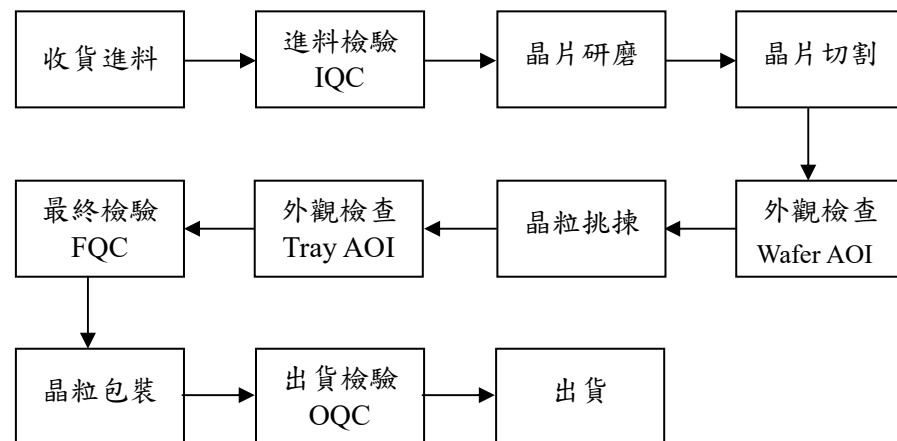 收貨進料
進料檢驗
IQC
晶片研磨
晶片切割
外觀檢查
Wafer AOI
晶粒挑揀
外觀檢查
Tray AOI
最終檢驗
FQC
晶粒包裝
出貨檢驗
OQC
出貨